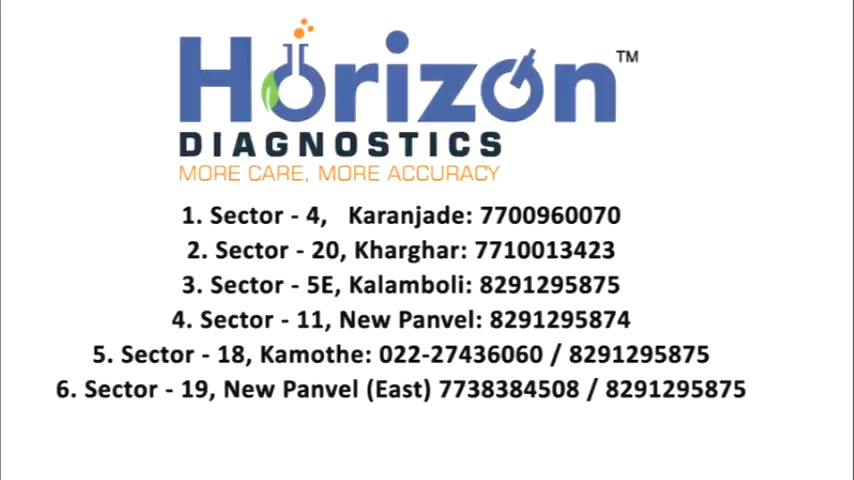 Horizon™
DIAGNOSTICS
MORE CARE, MORE ACCURACY
1. Sector - 4, Karanjade: 7700960070
2. Sector - 20, Kharghar: 7710013423
3. Sector - 5E, Kalamboli: 8291295875
4. Sector - 11, New Panvel: 8291295874
5. Sector - 18, Kamothe: 022-27436060 / 8291295875
6. Sector - 19, New Panvel (East) 7738384508 / 8291295875